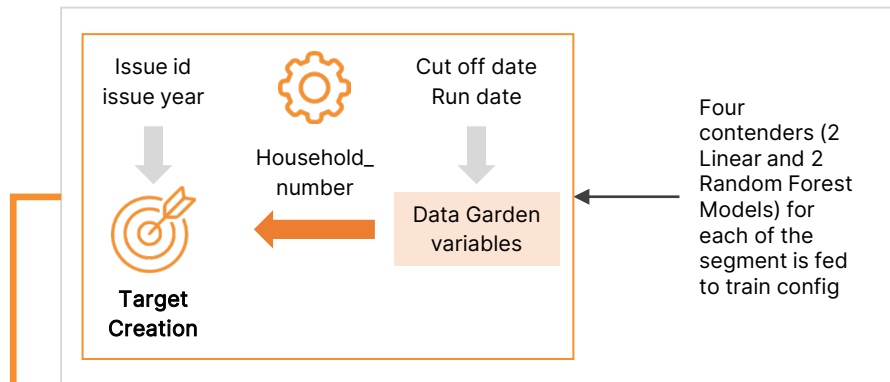 Issue id
issue year
Cut off date
Run date
Household_
number
Data Garden
variables
Target
Creation
Four
contenders (2
Linear and 2
Random Forest
Models) for
each of the
segment is fed
to train config